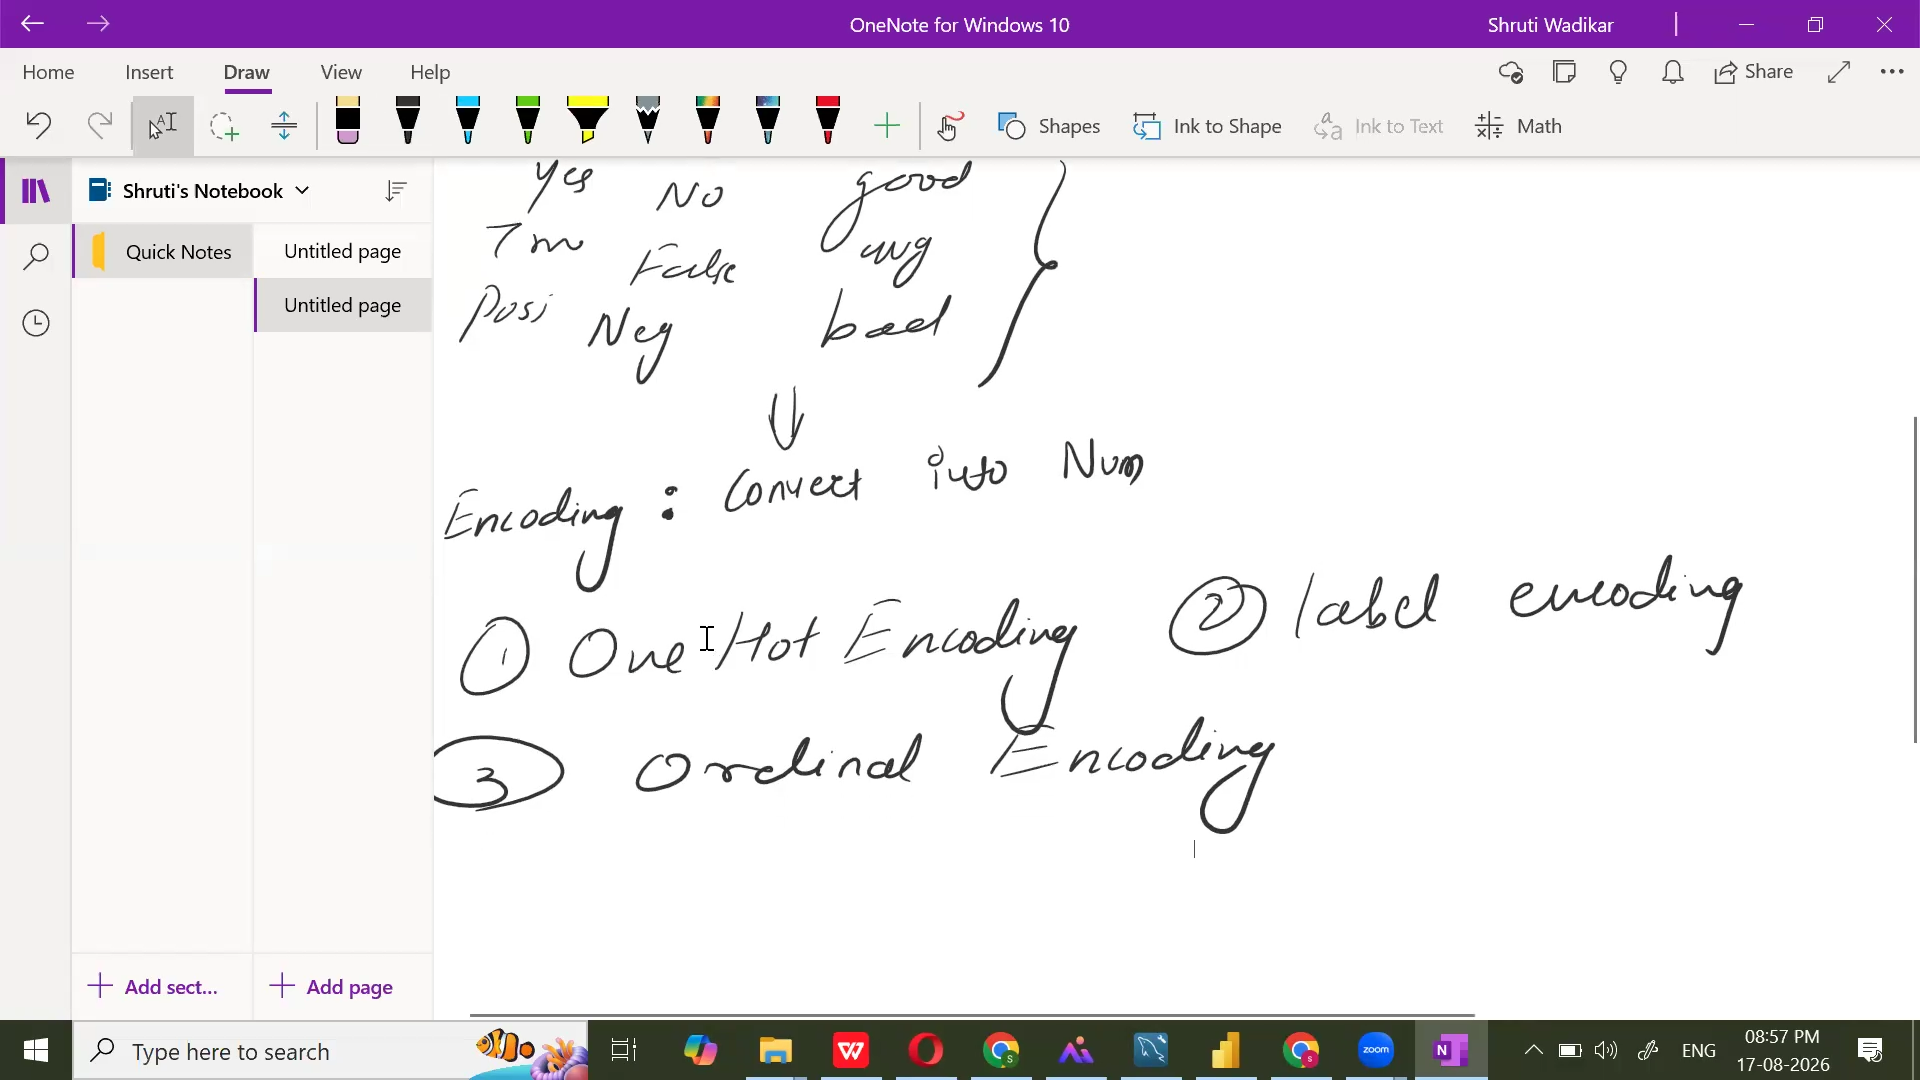 OneNote for Windows 10
Shruti Wadikar
Home Insert Draw View Help
Share
Shapes Ink to Shape Ink to Text Math
Shruti's Notebook
Quick Notes
Untitled page
Untitled page
Yes No good
False avg
Posi Neg bad
Encoding : Convert into Num
1 One Hot Encoding 2 label encoding
3 Ordinal Encoding
Add sect... Add page
Type here to search
zoom
ENG
08:57 PM
17-08-2026